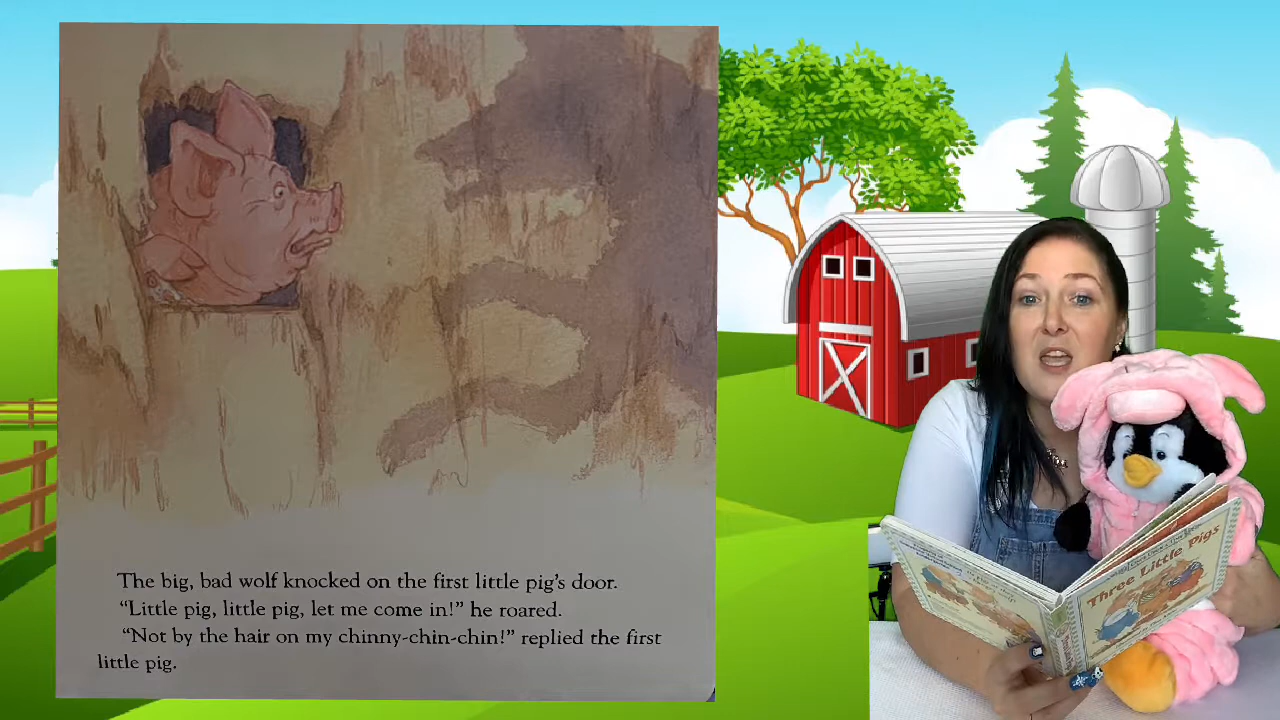 The big, bad wolf knocked on the first little pig's door.
"Little pig, little pig, let me come in!" he roared.
"Not by the hair on my chinny-chin-chin!" replied the first
little pig.
Three Little Pigs